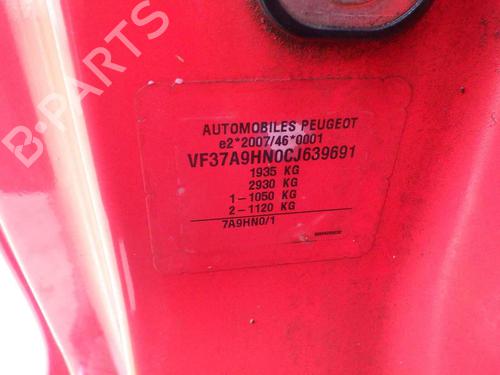 AUTOMOBILES PEUGEOT
e2*2007/46*0001
VF37A9HN0CJ639691
1935 KG
2930 KG
1-1050 KG
2-1120 KG
7A9HN0/1
B-PARTS